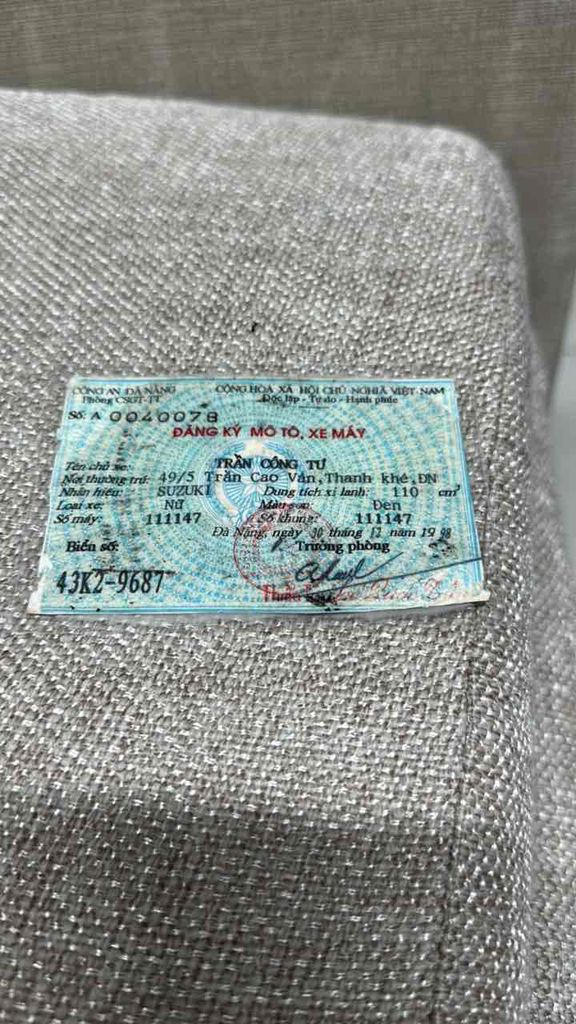 CÔNG AN ĐÀ NẴNG CỘNG HÒA XÃ HỘI CHỦ NGHĨA VIỆT NAM
Phòng CSGT-TT Độc lập - Tự do - Hạnh phúc
Số: A 0040078
ĐĂNG KÝ MÔ TÔ, XE MÁY
Tên chủ xe: TRẦN CÔNG TƯ
Nơi thường trú: 49/5 Trần Cao Vân, Thanh khê, ĐN
Nhãn hiệu: SUZUKI Dung tích xi lanh: 110 cm³
Loại xe: Nữ Màu sơn: Đen
Số máy: 111147 Số khung: 111147
Đà Nẵng, ngày 30 tháng 12 năm 1998
Biển số: Trưởng phòng
43K2-9687